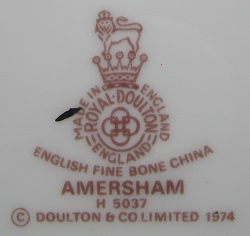 MADE IN ENGLAND
ROYAL·DOULTON
ENGLAND
ENGLISH FINE BONE CHINA
AMERSHAM
H 5037
© DOULTON & CO LIMITED 1974